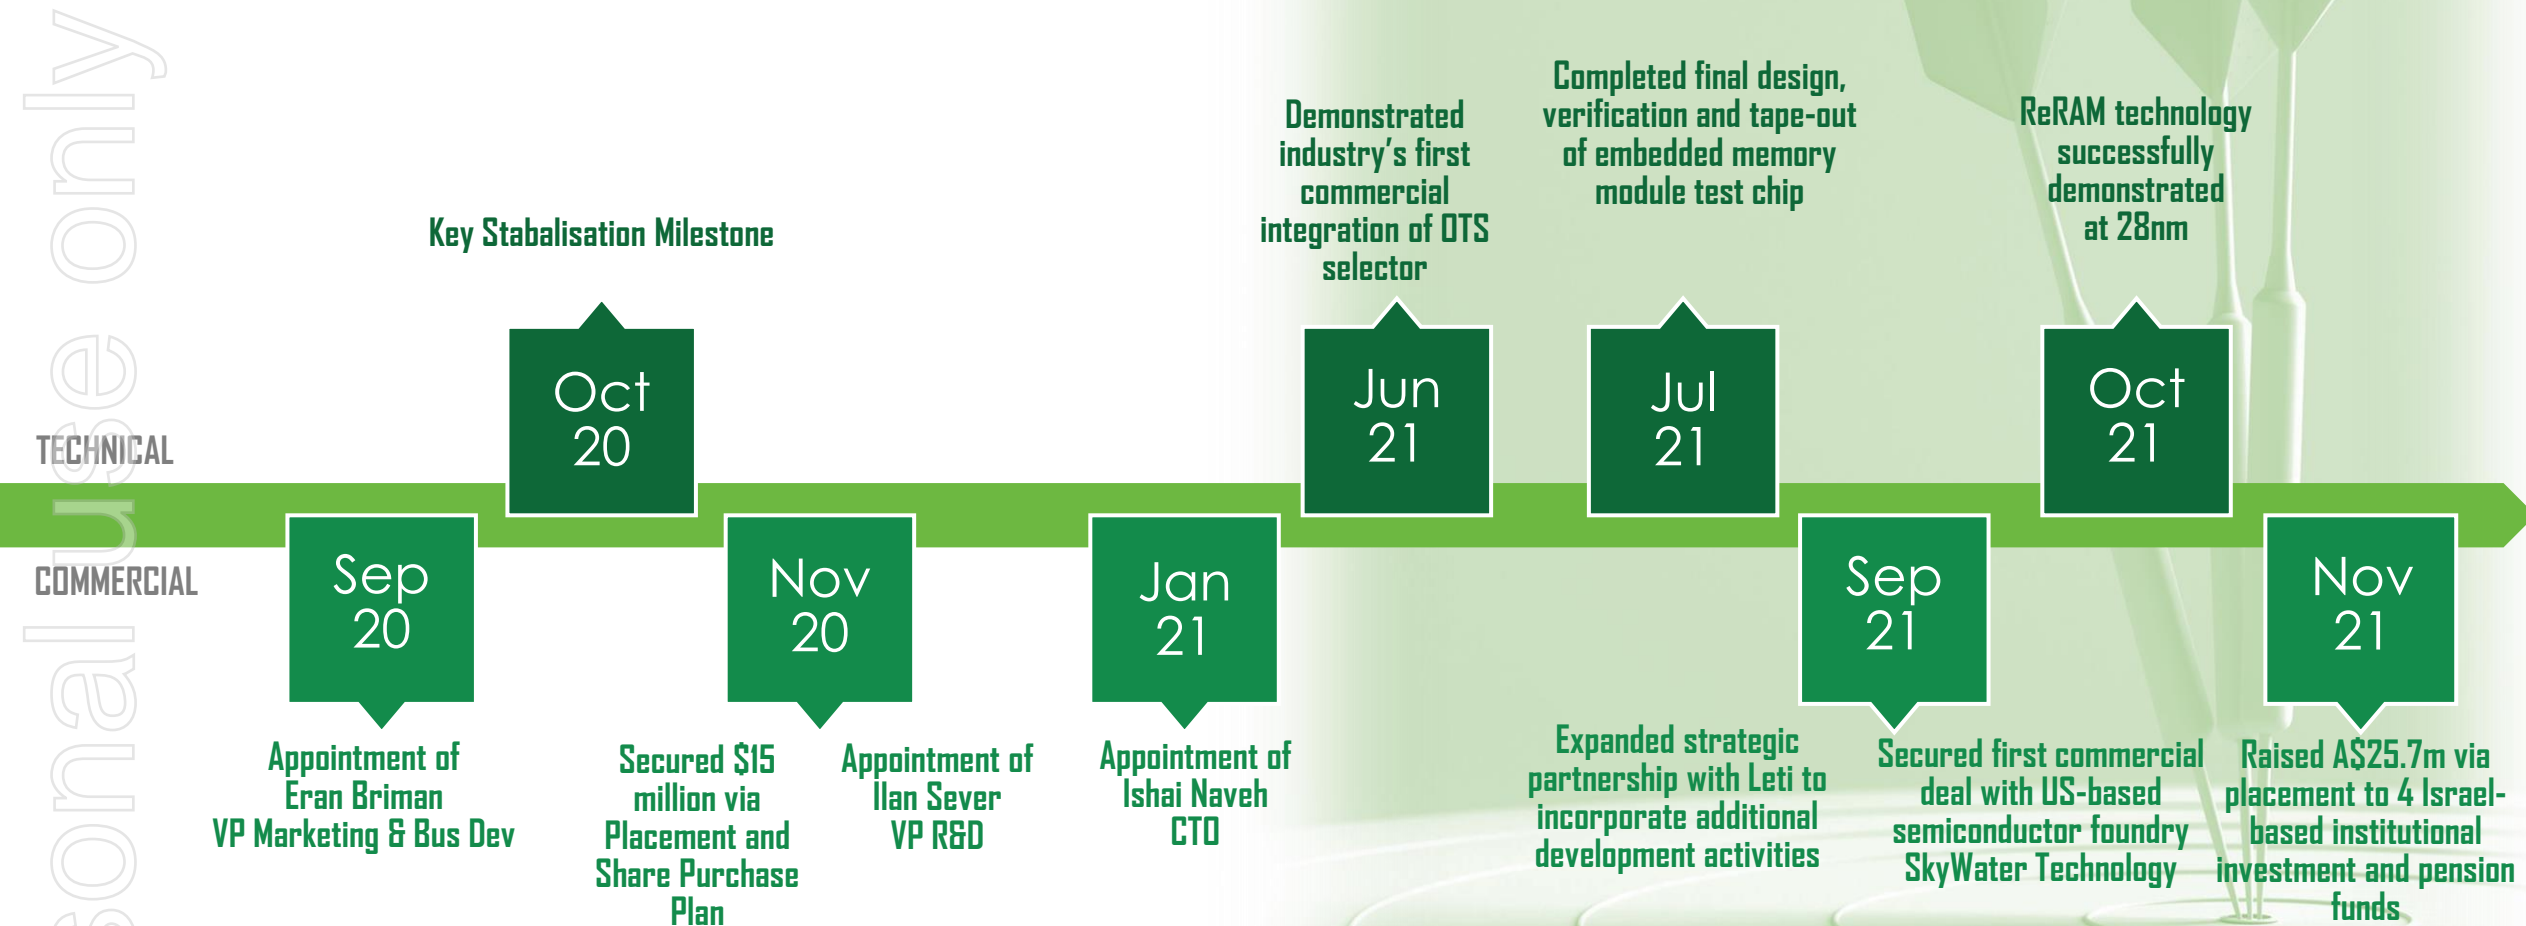 sonal use only
Key Stabalisation Milestone
Demonstrated
industry's first
commercial
integration of OTS
selector
Completed final design,
verification and tape-out
of embedded memory
module test chip
ReRAM technology
successfully
demonstrated
at 28nm
Oct
20
Jun
21
Jul
21
Oct
21
TECHNICAL
COMMERCIAL
Sep
20
Nov
20
Jan
21
Sep
21
Nov
21
Appointment of
Eran Briman
VP Marketing & Bus Dev
Secured $15
million via
Placement and
Share Purchase
Plan
Appointment of
Ilan Sever
VP R&D
Appointment of
Ishai Naveh
CTO
Expanded strategic
partnership with Leti to
incorporate additional
development activities
Secured first commercial
deal with US-based
semiconductor foundry
SkyWater Technology
Raised A$25.7m via
placement to 4 Israel-
based institutional
investment and pension
funds